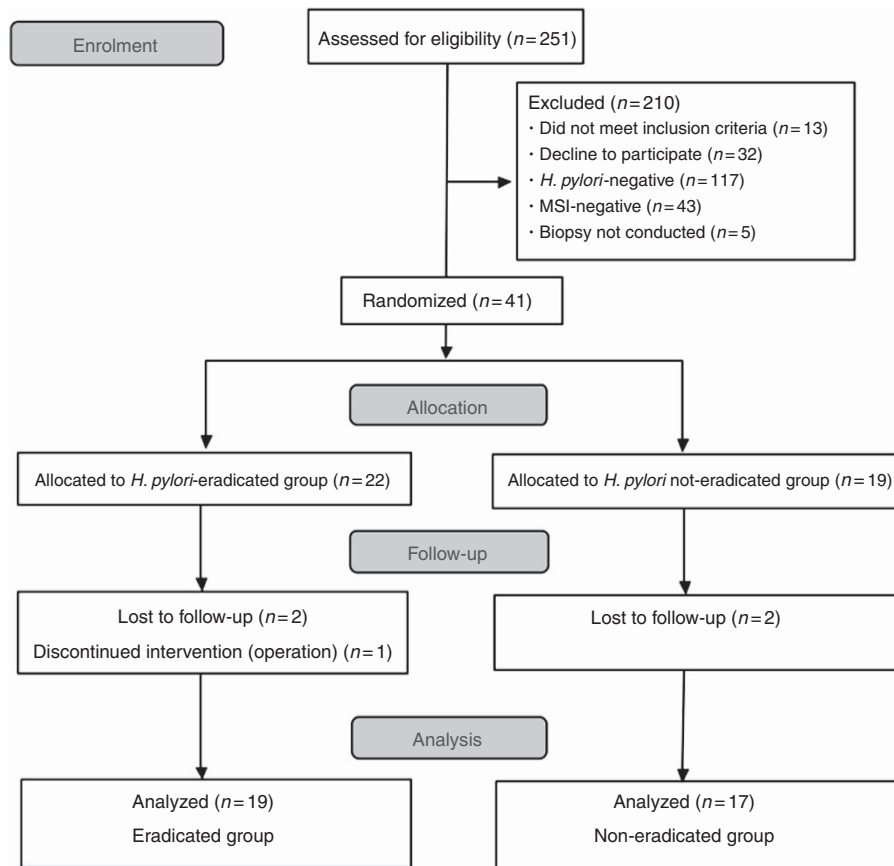 Enrolment
Assessed for eligibility (n=251)
Excluded (n=210)
· Did not meet inclusion criteria (n=13)
· Decline to participate (n=32)
· H. pylori-negative (n=117)
· MSI-negative (n=43)
· Biopsy not conducted (n=5)
Randomized (n=41)
Allocation
Allocated to H. pylori-eradicated group (n=22)
Allocated to H. pylori not-eradicated group (n=19)
Follow-up
Lost to follow-up (n=2)
Discontinued intervention (operation) (n=1)
Lost to follow-up (n=2)
Analysis
Analyzed (n=19)
Eradicated group
Analyzed (n=17)
Non-eradicated group